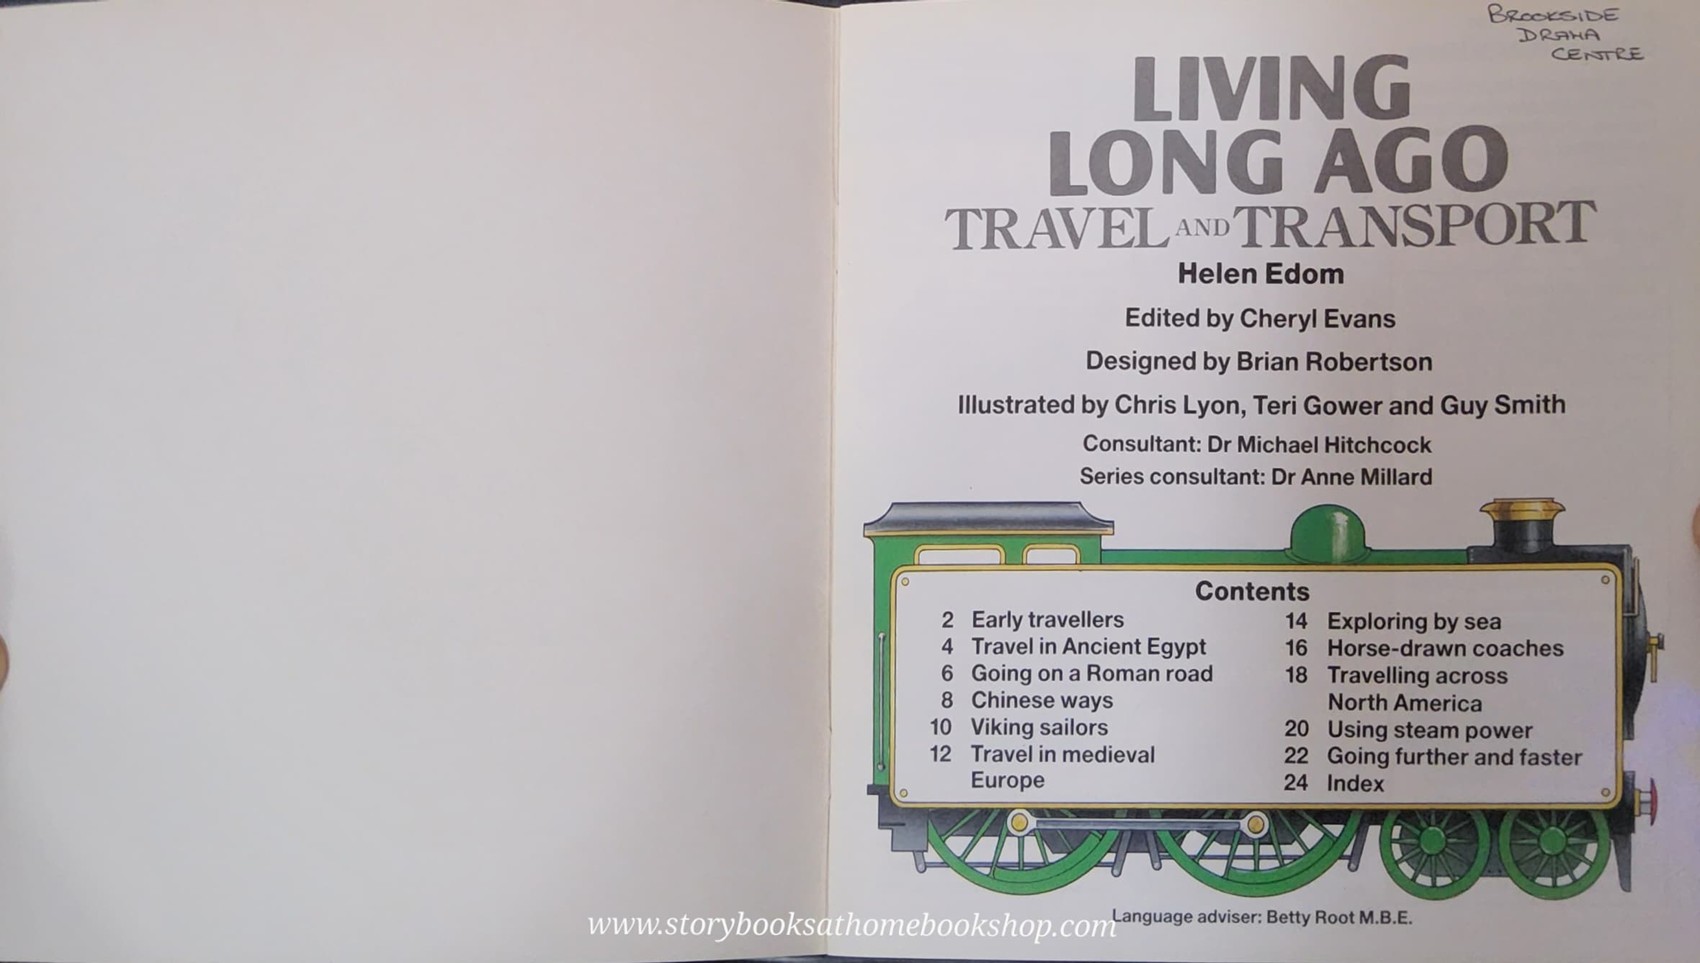 BROOKSIDE
DRAMA
CENTRE
LIVING
LONG AGO
TRAVEL AND TRANSPORT
Helen Edom
Edited by Cheryl Evans
Designed by Brian Robertson
Illustrated by Chris Lyon, Teri Gower and Guy Smith
Consultant: Dr Michael Hitchcock
Series consultant: Dr Anne Millard
Contents
2 Early travellers
4 Travel in Ancient Egypt
6 Going on a Roman road
8 Chinese ways
10 Viking sailors
12 Travel in medieval
Europe
14 Exploring by sea
16 Horse-drawn coaches
18 Travelling across
North America
20 Using steam power
22 Going further and faster
24 Index
Language adviser: Betty Root M.B.E.
www.storybooksathomebookshop.com